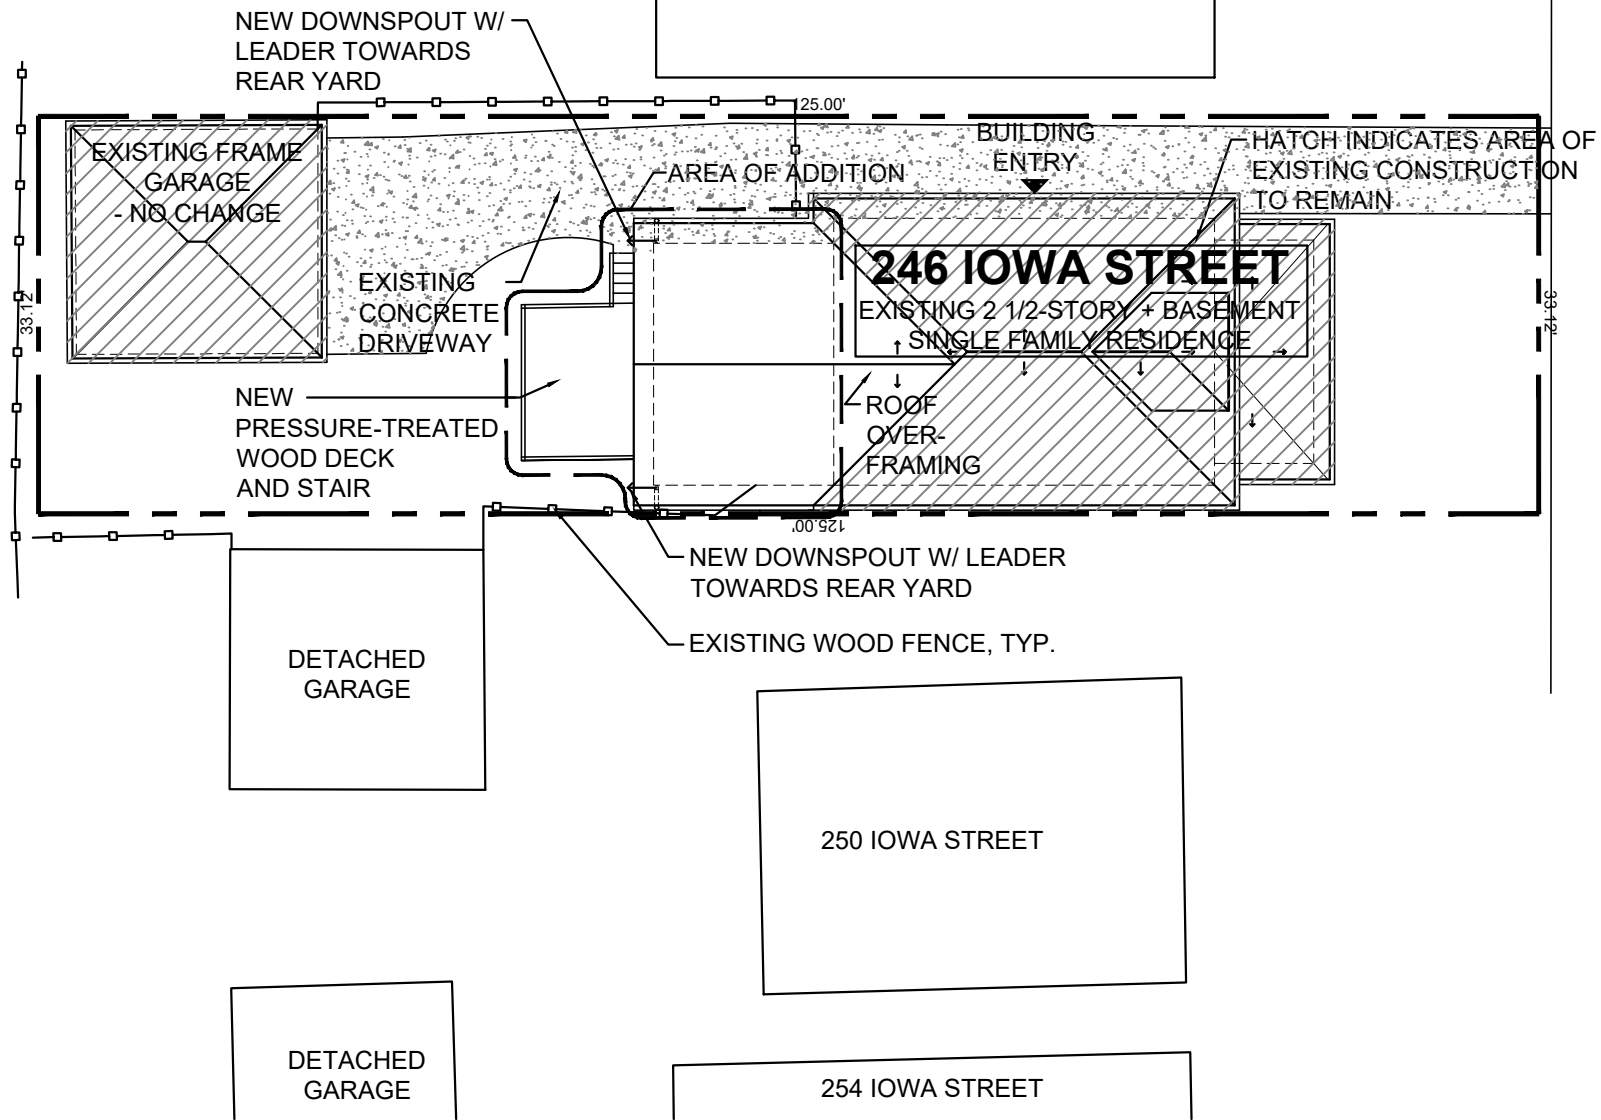 NEW DOWNSPOUT W/
LEADER TOWARDS
REAR YARD
125.00'
BUILDING
ENTRY
HATCH INDICATES AREA OF
EXISTING CONSTRUCTION
TO REMAIN
EXISTING FRAME
GARAGE
- NO CHANGE
AREA OF ADDITION
246 IOWA STREET
EXISTING 2 1/2-STORY + BASEMENT
SINGLE FAMILY RESIDENCE
EXISTING
CONCRETE
DRIVEWAY
33.12'
33.12'
NEW
PRESSURE-TREATED
WOOD DECK
AND STAIR
ROOF
OVER-
FRAMING
125.00'
NEW DOWNSPOUT W/ LEADER
TOWARDS REAR YARD
EXISTING WOOD FENCE, TYP.
DETACHED
GARAGE
250 IOWA STREET
DETACHED
GARAGE
254 IOWA STREET